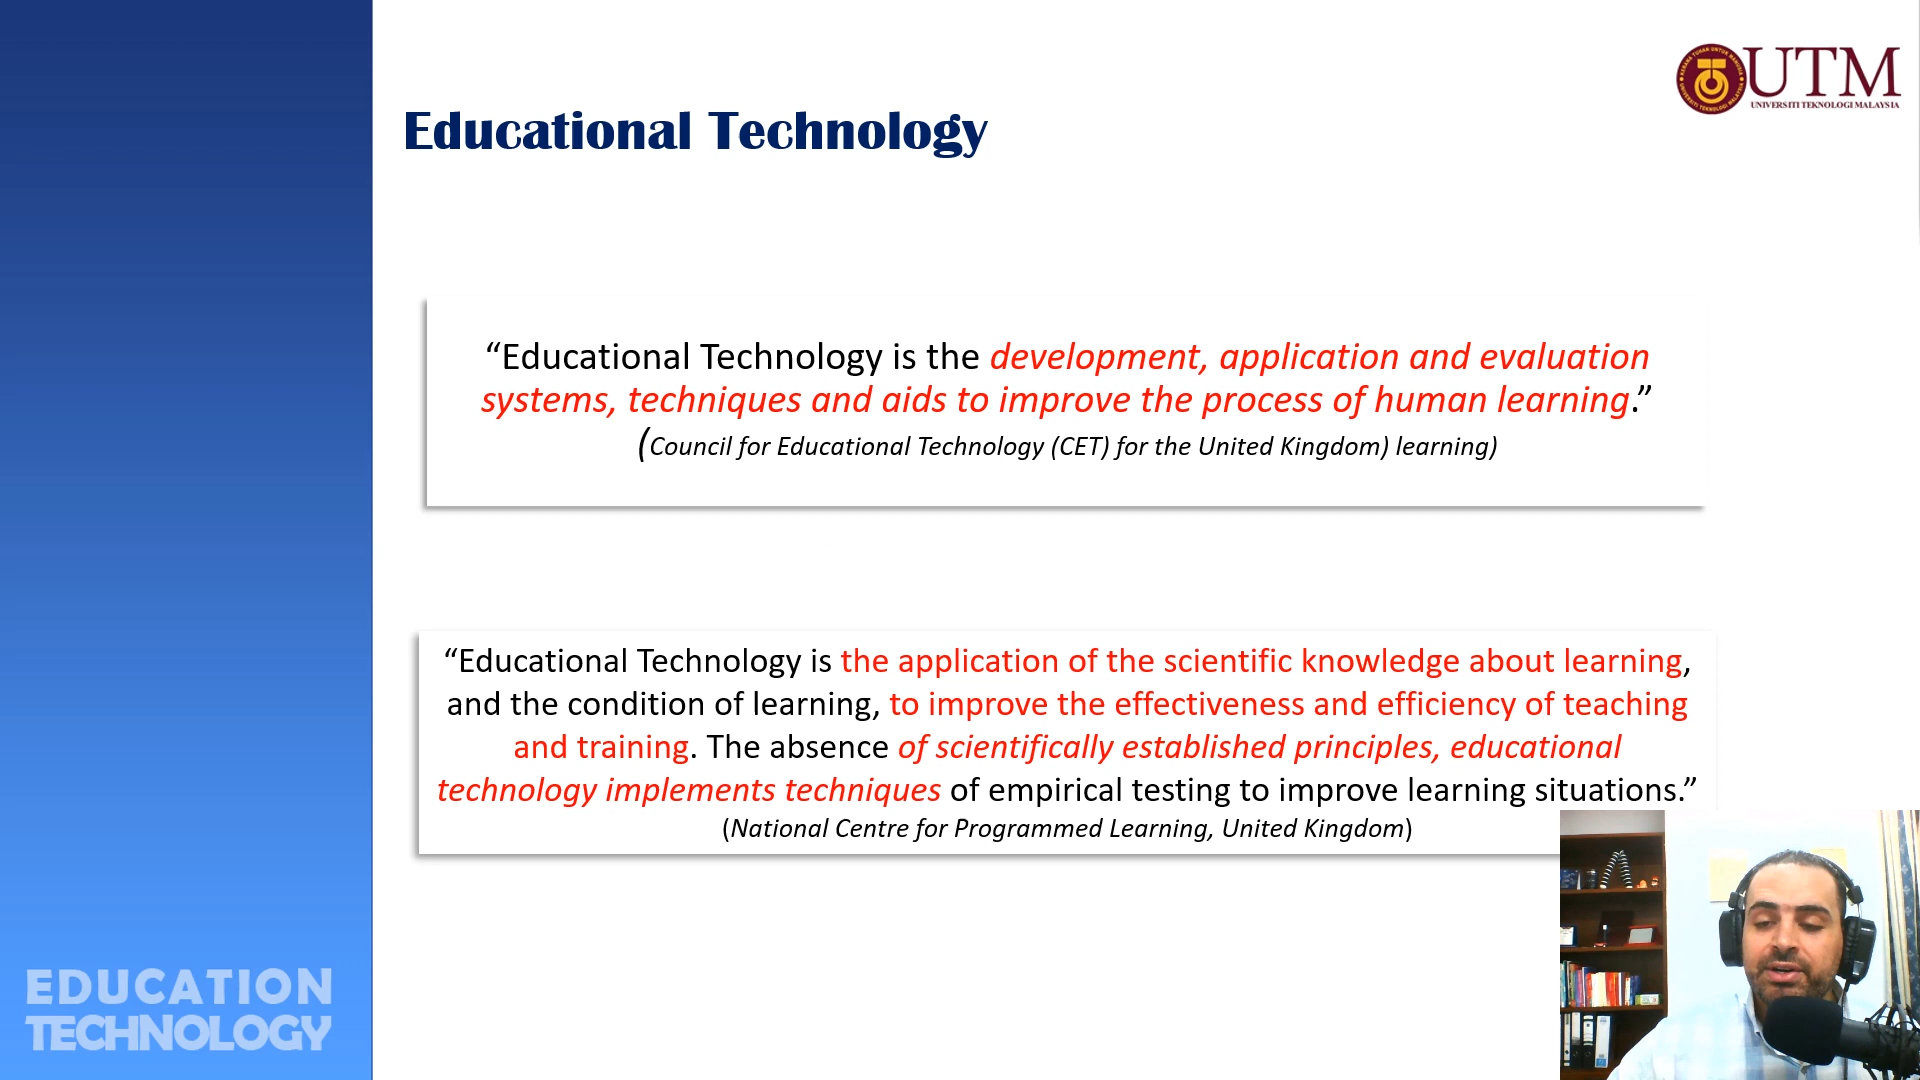 UTM
UNIVERSITI TEKNOLOGI MALAYSIA
Educational Technology
“Educational Technology is the development, application and evaluation
systems, techniques and aids to improve the process of human learning.”
(Council for Educational Technology (CET) for the United Kingdom) learning)
“Educational Technology is the application of the scientific knowledge about learning,
and the condition of learning, to improve the effectiveness and efficiency of teaching
and training. The absence of scientifically established principles, educational
technology implements techniques of empirical testing to improve learning situations.”
(National Centre for Programmed Learning, United Kingdom)
EDUCATION
TECHNOLOGY